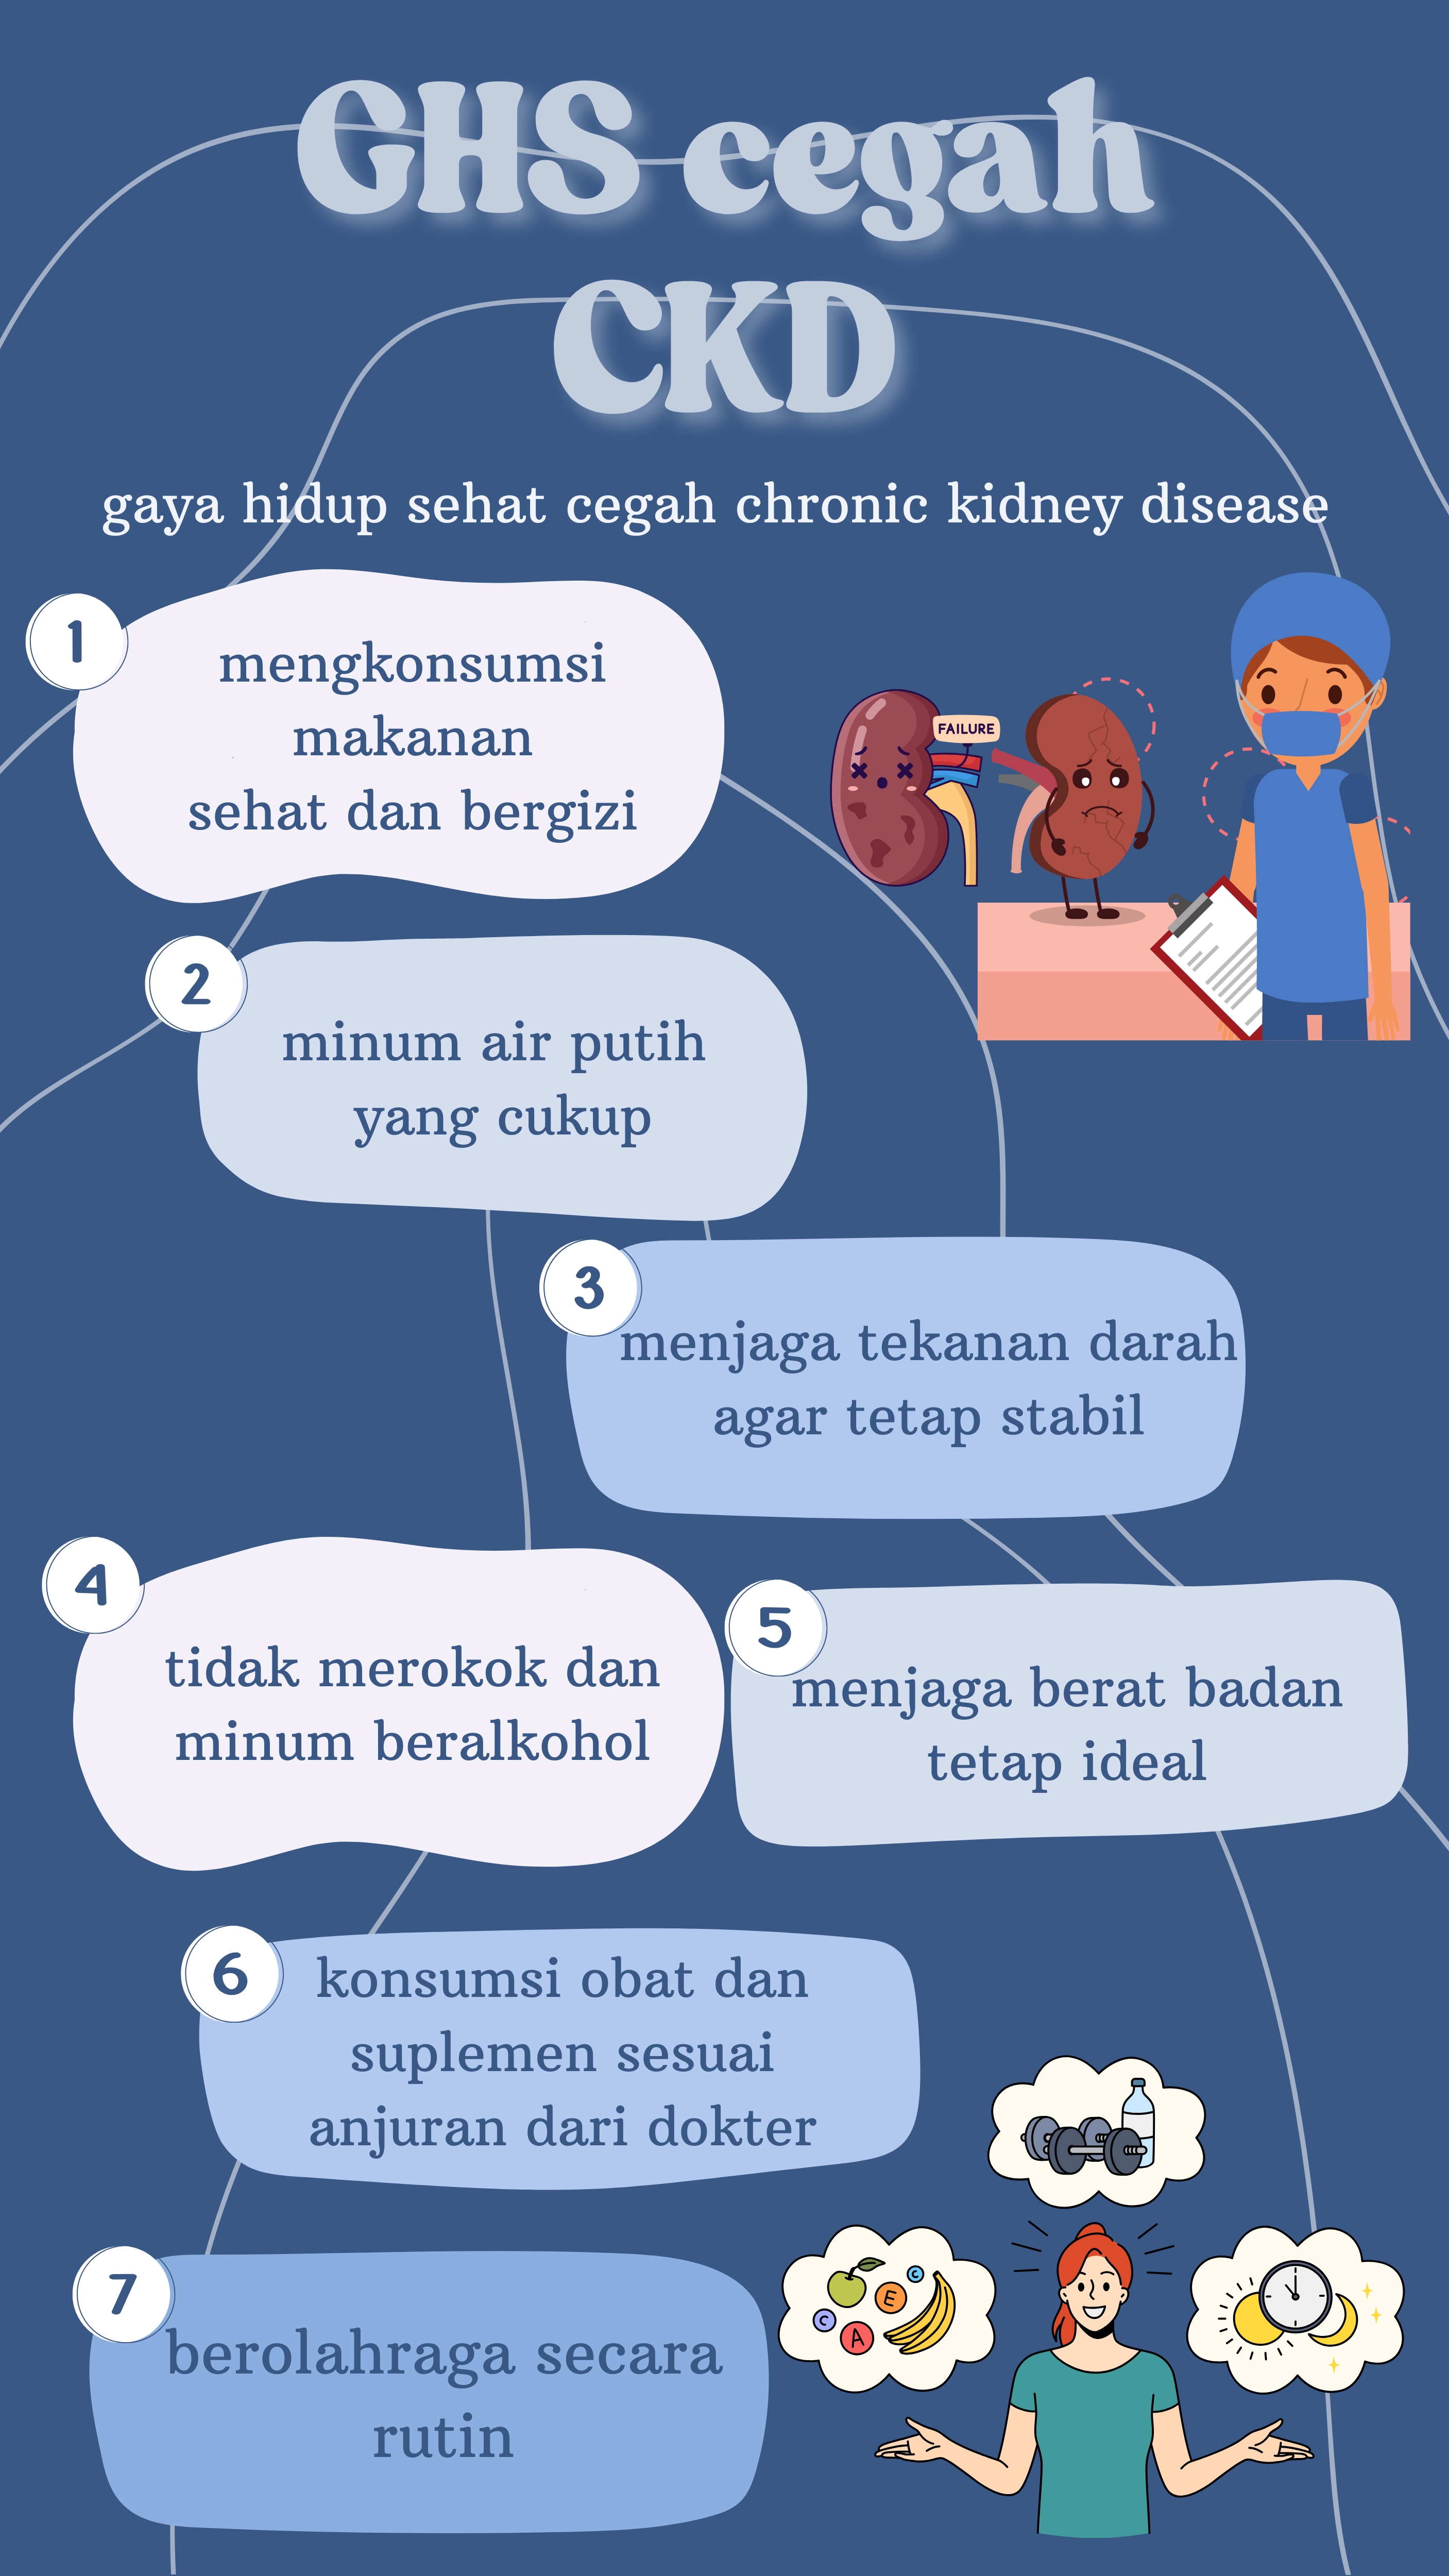 GHS cegah
CKD
gaya hidup sehat cegah chronic kidney disease
1
mengkonsumsi
makanan
sehat dan bergizi
FAILURE
2
minum air putih
yang cukup
3
menjaga tekanan darah
agar tetap stabil
4
tidak merokok dan
minum beralkohol
5
menjaga berat badan
tetap ideal
6
konsumsi obat dan
suplemen sesuai
anjuran dari dokter
7
berolahraga secara
rutin
C
E
C
A